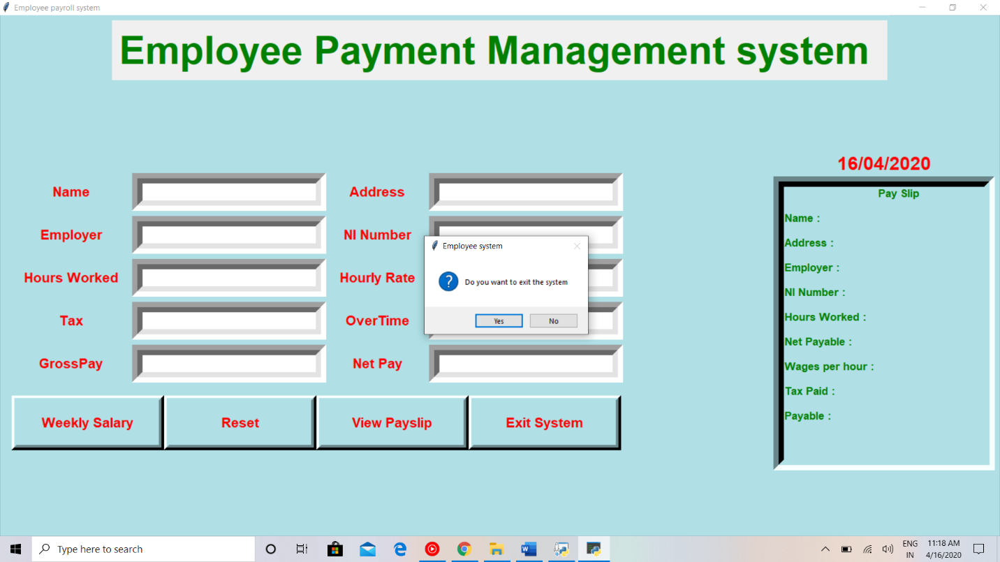 Employee payroll system
Employee Payment Management system
16/04/2020
Name
Address
Employer
NI Number
Hours Worked
Hourly Rate
Tax
OverTime
GrossPay
Net Pay
Employee system
Do you want to exit the system
Yes No
Weekly Salary Reset View Payslip Exit System
Pay Slip
Name :
Address :
Employer :
NI Number :
Hours Worked :
Net Payable :
Wages per hour :
Tax Paid :
Payable :
Type here to search
ENG
IN
11:18 AM
4/16/2020